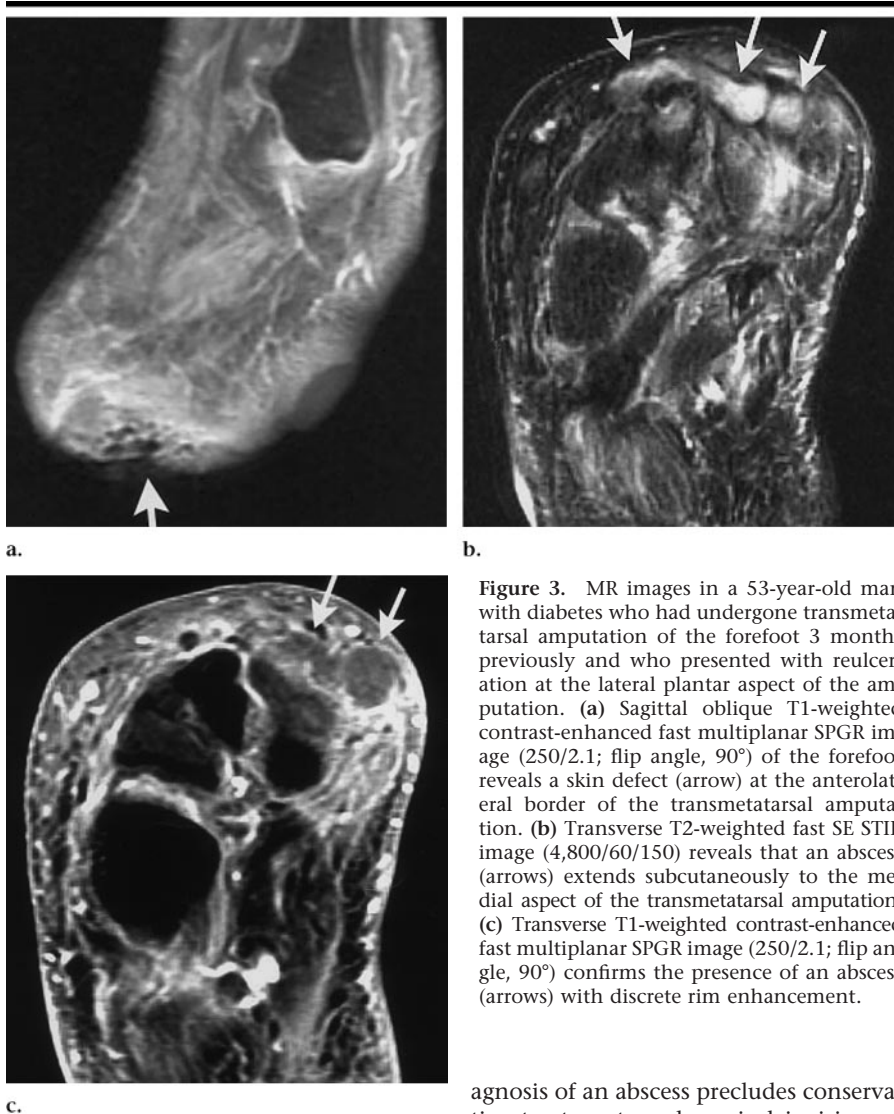 a.
b.
c.
Figure 3. MR images in a 53-year-old man
with diabetes who had undergone transmeta
tarsal amputation of the forefoot 3 month
previously and who presented with reulcer
ation at the lateral plantar aspect of the am
putation. (a) Sagittal oblique T1-weighted
contrast-enhanced fast multiplanar SPGR im
age (250/2.1; flip angle, 90°) of the forefoo
reveals a skin defect (arrow) at the anterolat
eral border of the transmetatarsal amputa
tion. (b) Transverse T2-weighted fast SE STI
image (4,800/60/150) reveals that an absces
(arrows) extends subcutaneously to the me
dial aspect of the transmetatarsal amputation
(c) Transverse T1-weighted contrast-enhanced
fast multiplanar SPGR image (250/2.1; flip an
gle, 90°) confirms the presence of an absces
(arrows) with discrete rim enhancement.
agnosis of an abscess precludes conserva